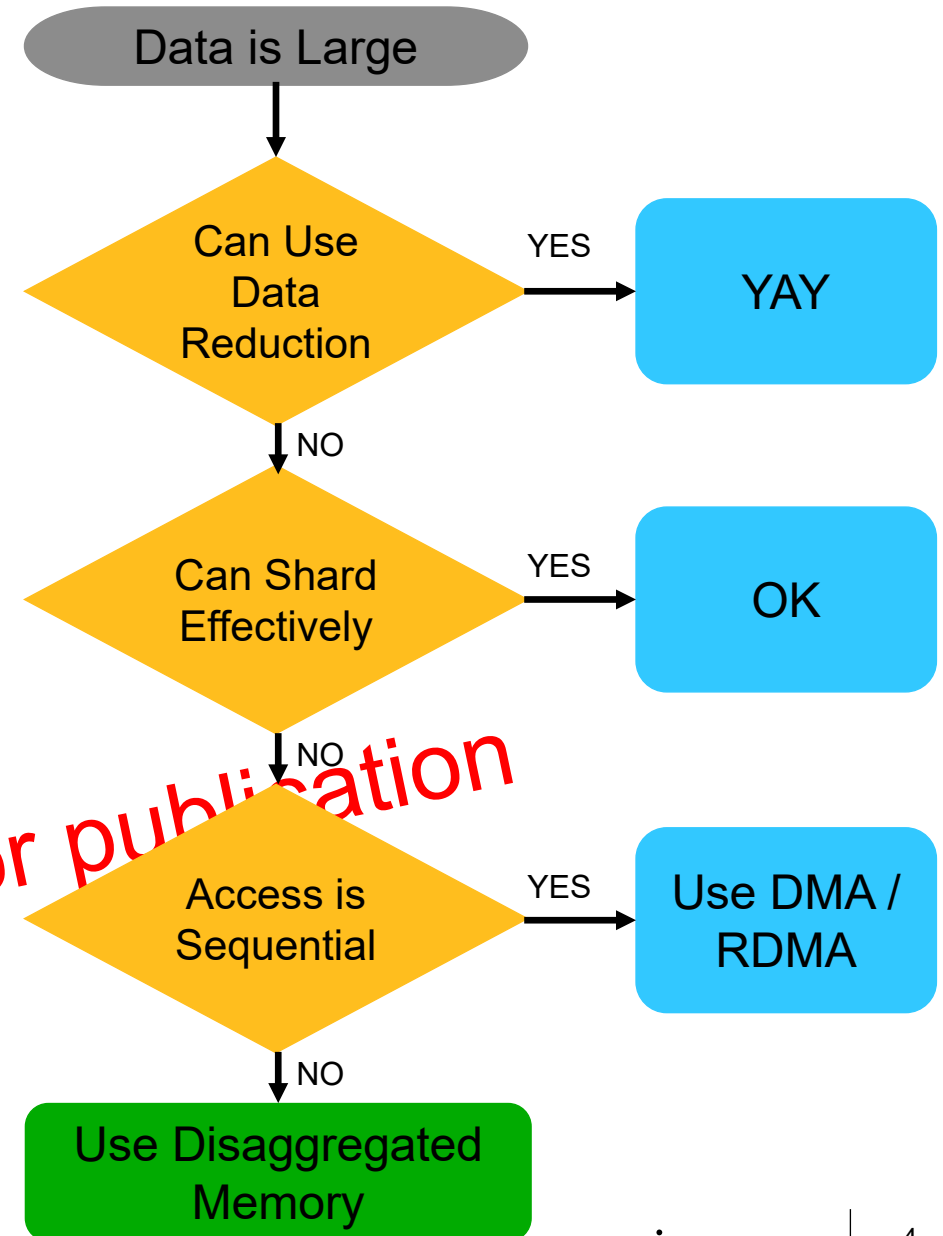 Data is Large
Can Use
Data
Reduction
YES
YAY
NO
Can Shard
Effectively
YES
OK
NO
r publication
Access is
Sequential
YES
Use DMA /
RDMA
NO
Use Disaggregated
Memory